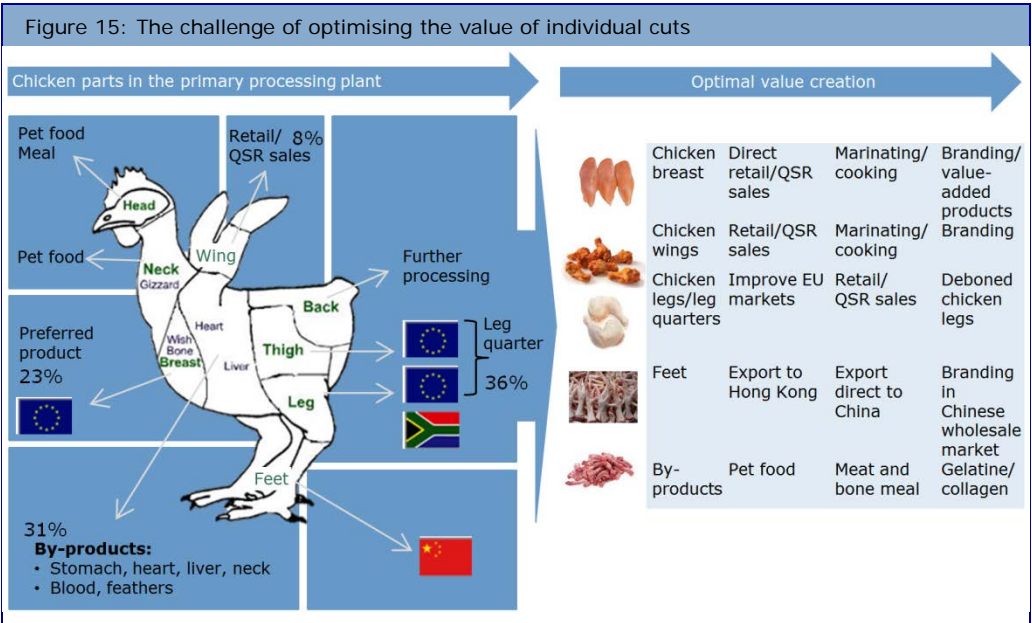 Figure 15: The challenge of optimising the value of individual cuts
Chicken parts in the primary processing plant
Optimal value creation
Pet food
Meal
Retail/ 8%
QSR sales
Head
Pet food
Neck
Gizzard
Wing
Further
processing
Back
Preferred
product
23%
Heart
Wish
Bone
Breast
Liver
Thigh
Leg
Leg
quarter
36%
Feet
31%
By-products:
• Stomach, heart, liver, neck
• Blood, feathers
Chicken
breast
Direct
retail/QSR
sales
Marinating/
cooking
Branding/
value-
added
products
Chicken
wings
Retail/QSR
sales
Marinating/
cooking
Branding
Chicken
legs/leg
quarters
Improve EU
markets
Retail/
QSR sales
Deboned
chicken
legs
Feet
Export to
Hong Kong
Export
direct to
China
Branding
in
Chinese
wholesale
market
By-
products
Pet food
Meat and
bone meal
Gelatine/
collagen